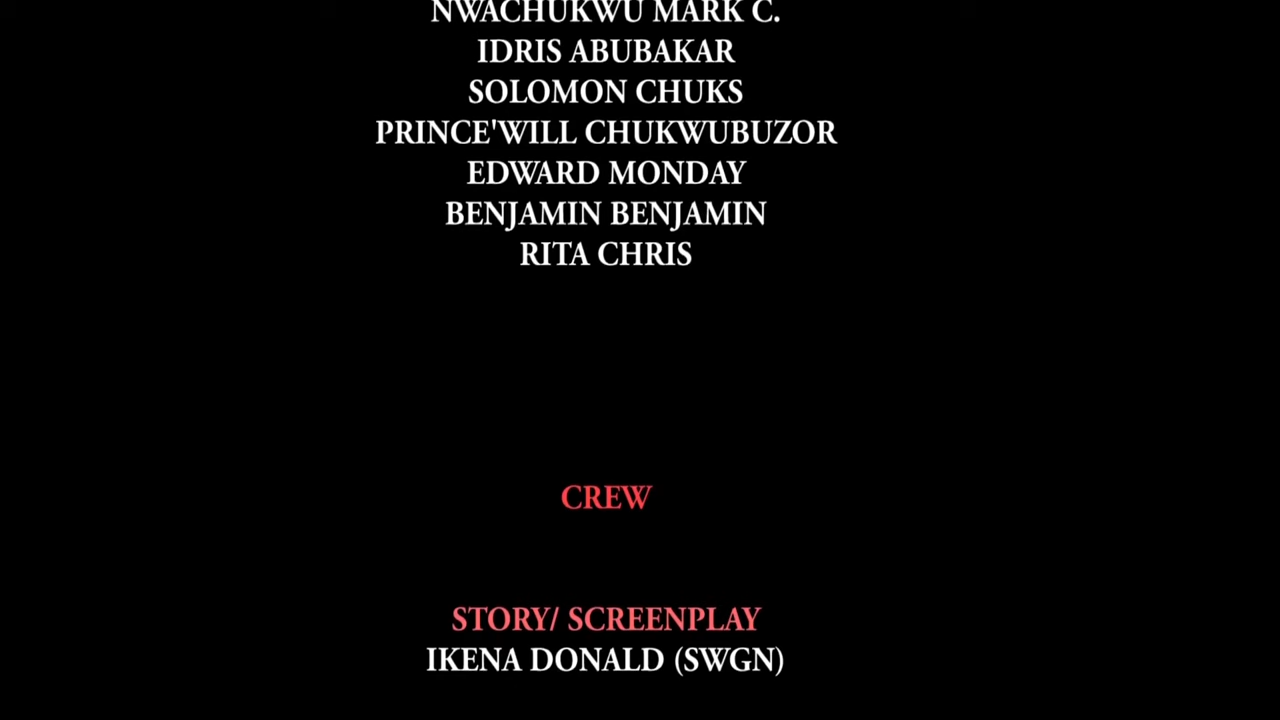 NWACHUKWU MARK C.
IDRIS ABUBAKAR
SOLOMON CHUKS
PRINCE'WILL CHUKWUBUZOR
EDWARD MONDAY
BENJAMIN BENJAMIN
RITA CHRIS
CREW
STORY/ SCREENPLAY
IKENA DONALD (SWGN)